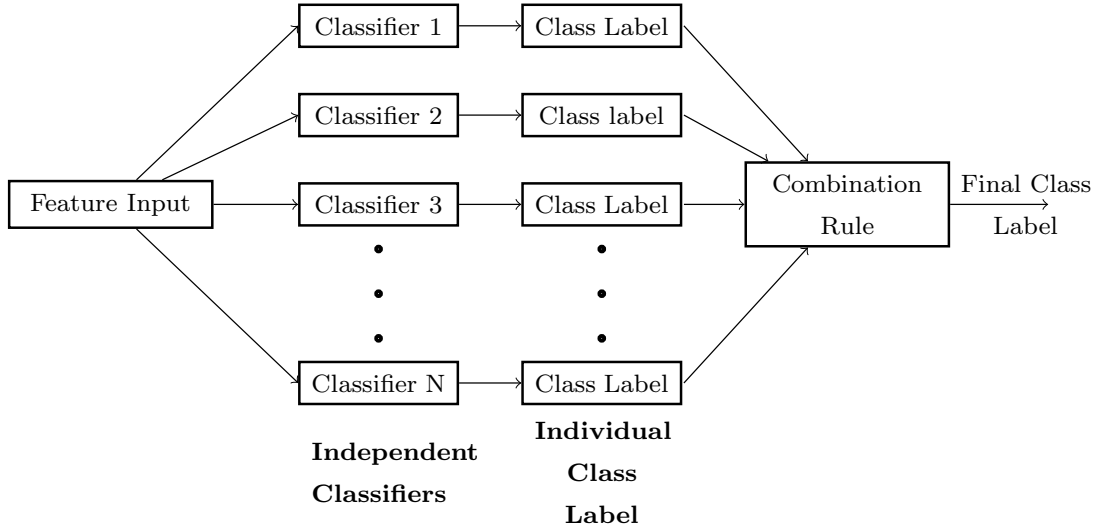 Classifier 1
Class Label
Classifier 2
Class label
Feature Input
Classifier 3
Class Label
Combination
Rule
Final Class
Label
Classifier N
Class Label
Independent
Classifiers
Individual
Class
Label